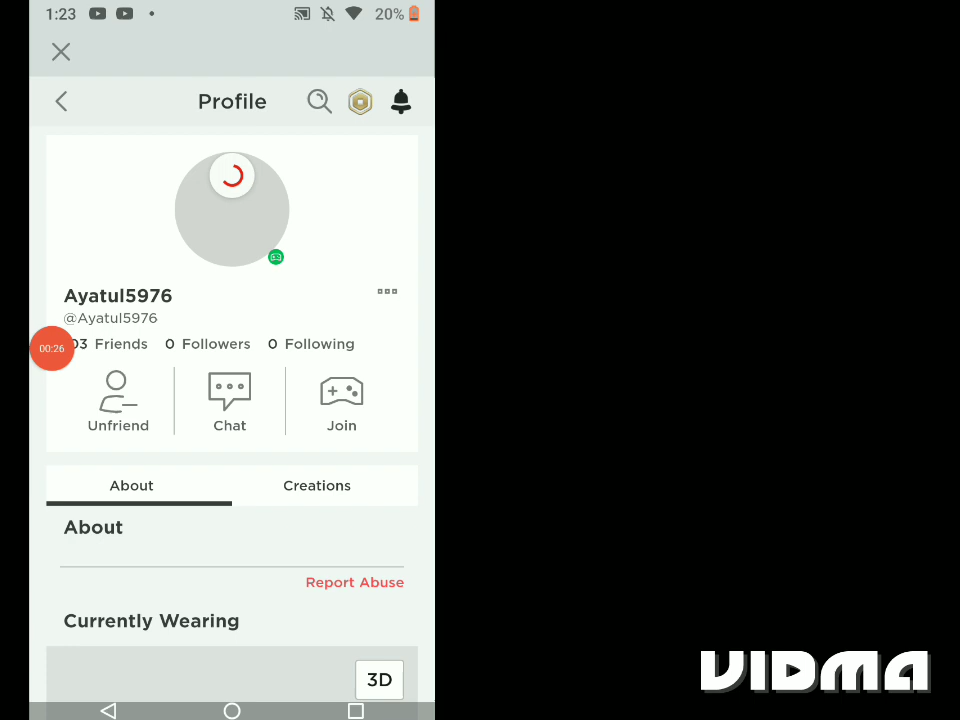 1:23 20%
Profile
Ayatul5976
@Ayatul5976
03 Friends 0 Followers 0 Following
00:26
Unfriend Chat Join
About Creations
About
Report Abuse
Currently Wearing
3D
VIDMA